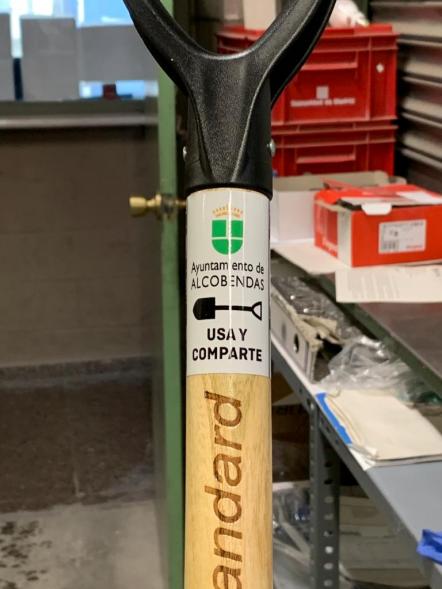 Ayuntamiento de
ALCOBENDAS
USA Y
COMPARTE
andard